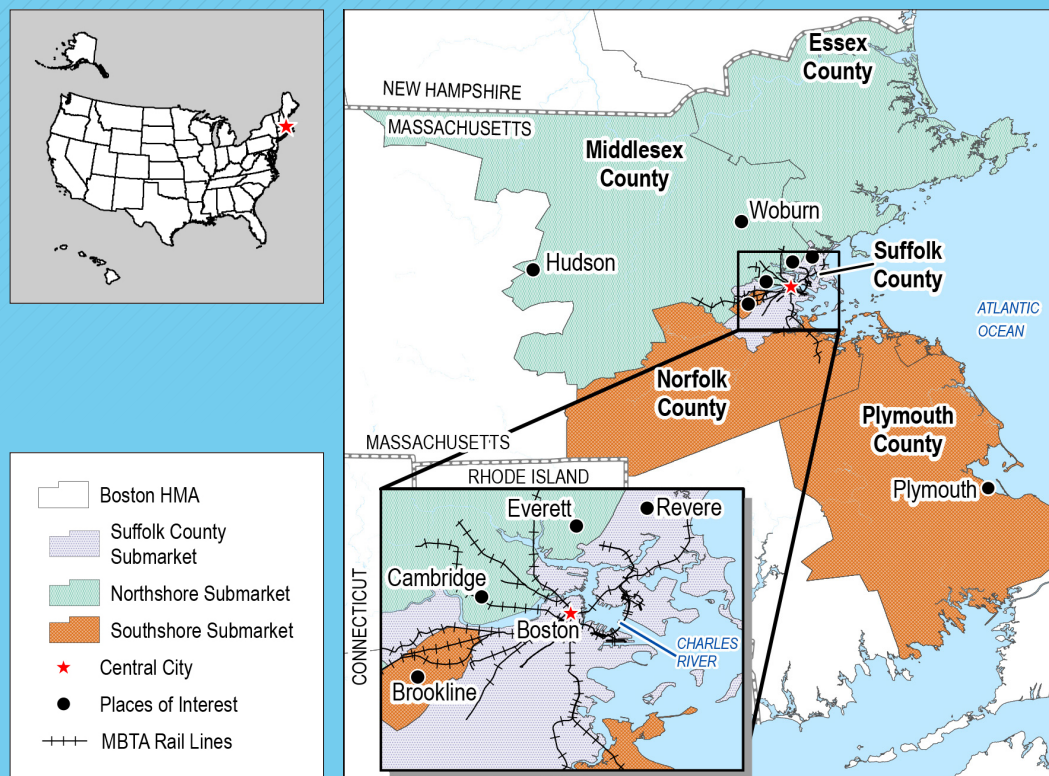 Essex
County
NEW HAMPSHIRE
MASSACHUSETTS
Middlesex
County
Woburn
Hudson
Suffolk
County
ATLANTIC
OCEAN
Norfolk
County
Plymouth
County
MASSACHUSETTS
RHODE ISLAND
Plymouth
CONNECTICUT
Everett
Revere
Cambridge
Boston
CHARLES
RIVER
Brookline
Boston HMA
Suffolk County
Submarket
Northshore Submarket
Southshore Submarket
Central City
Places of Interest
MBTA Rail Lines